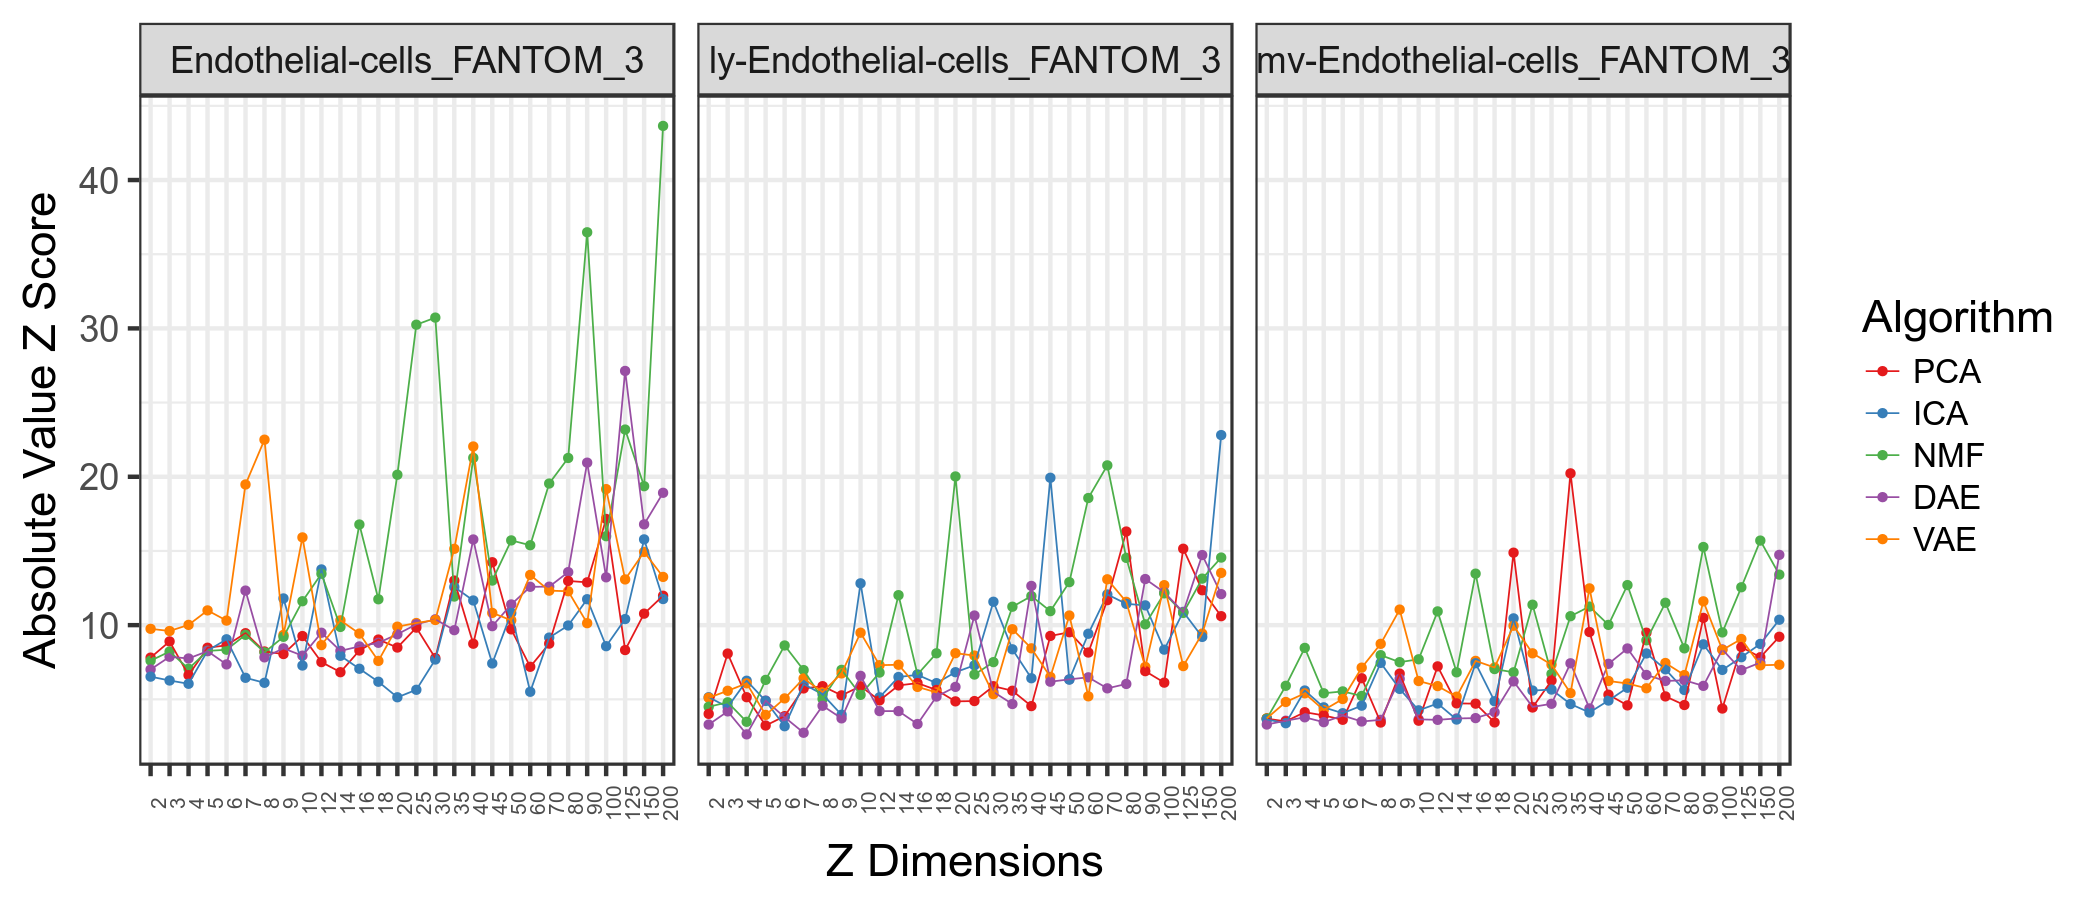 Endothelial-cells_FANTOM_3
ly-Endothelial-cells_FANTOM_3
mv-Endothelial-cells_FANTOM_3
Absolute Value Z Score
40
30
20
10
2 3 4 5 6 7 8 9 10 12 14 16 18 20 25 30 35 40 45 50 60 70 80 90 100 125 150 200
2 3 4 5 6 7 8 9 10 12 14 16 18 20 25 30 35 40 45 50 60 70 80 90 100 125 150 200
2 3 4 5 6 7 8 9 10 12 14 16 18 20 25 30 35 40 45 50 60 70 80 90 100 125 150 200
Z Dimensions
Algorithm
PCA
ICA
NMF
DAE
VAE